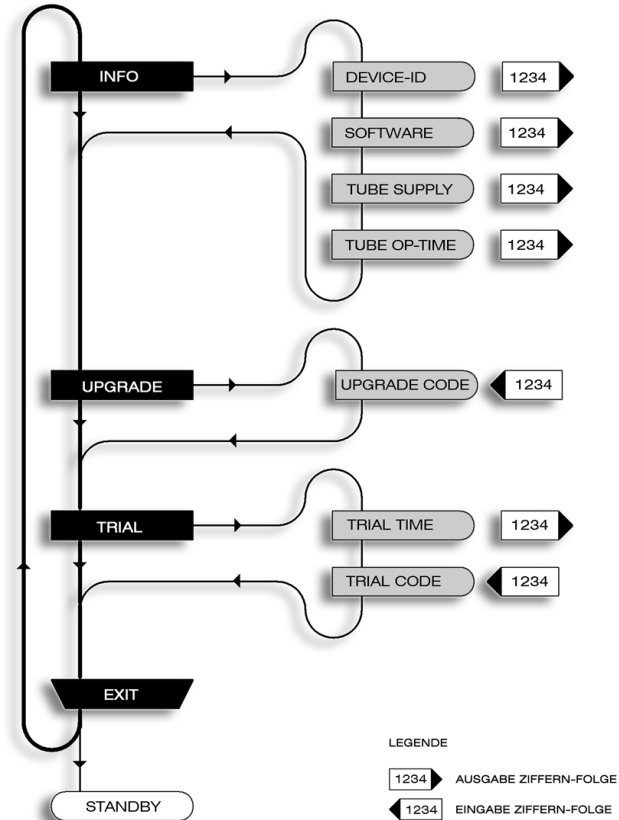 INFO
DEVICE-ID 1234
SOFTWARE 1234
TUBE SUPPLY 1234
TUBE OP-TIME 1234
UPGRADE
UPGRADE CODE 1234
TRIAL
TRIAL TIME 1234
TRIAL CODE 1234
EXIT
STANDBY
LEGENDE
1234 AUSGABE ZIFFERN-FOLGE
1234 EINGABE ZIFFERN-FOLGE